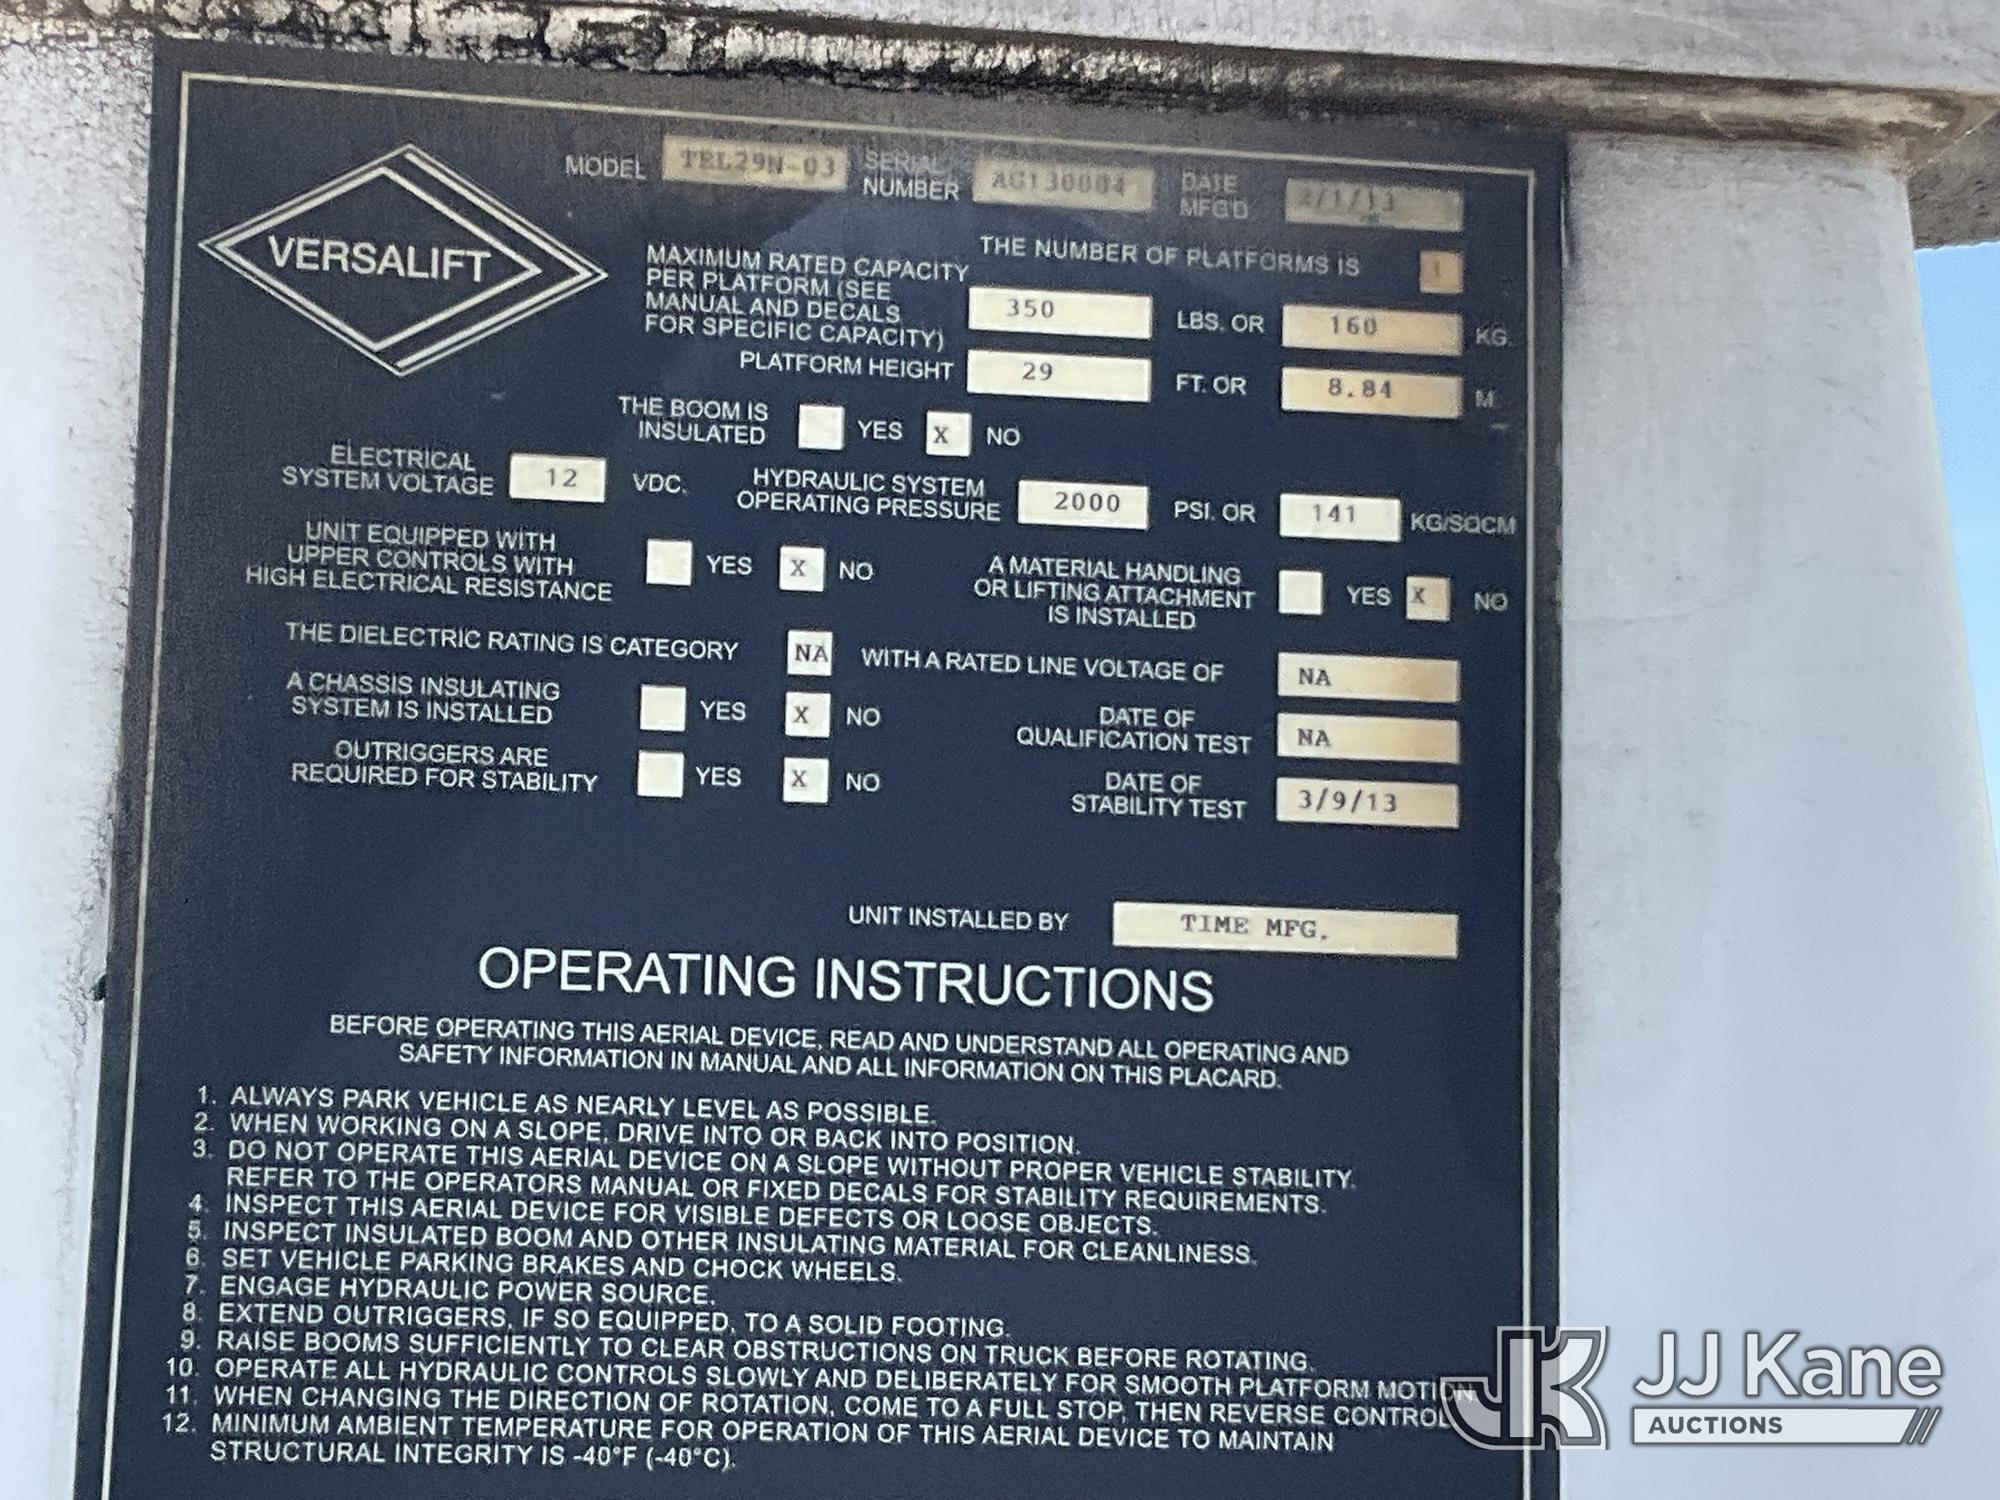 VERSALIFT
MODEL TEL29N-03 SERIAL NUMBER AG130004 DATE MFG'D 2/1/13
THE NUMBER OF PLATFORMS IS 1
MAXIMUM RATED CAPACITY
PER PLATFORM (SEE
MANUAL AND DECALS
FOR SPECIFIC CAPACITY) 350 LBS. OR 160 KG.
PLATFORM HEIGHT 29 FT. OR 8.84 M.
THE BOOM IS
INSULATED YES X NO
ELECTRICAL
SYSTEM VOLTAGE 12 VDC.
HYDRAULIC SYSTEM
OPERATING PRESSURE 2000 PSI. OR 141 KG/SQCM
UNIT EQUIPPED WITH
UPPER CONTROLS WITH
HIGH ELECTRICAL RESISTANCE YES X NO
A MATERIAL HANDLING
OR LIFTING ATTACHMENT
IS INSTALLED YES X NO
THE DIELECTRIC RATING IS CATEGORY NA WITH A RATED LINE VOLTAGE OF NA
A CHASSIS INSULATING
SYSTEM IS INSTALLED YES X NO
DATE OF
QUALIFICATION TEST NA
OUTRIGGERS ARE
REQUIRED FOR STABILITY YES X NO
DATE OF
STABILITY TEST 3/9/13
UNIT INSTALLED BY TIME MFG.
OPERATING INSTRUCTIONS
BEFORE OPERATING THIS AERIAL DEVICE, READ AND UNDERSTAND ALL OPERATING AND
SAFETY INFORMATION IN MANUAL AND ALL INFORMATION ON THIS PLACARD.
1. ALWAYS PARK VEHICLE AS NEARLY LEVEL AS POSSIBLE.
2. WHEN WORKING ON A SLOPE, DRIVE INTO OR BACK INTO POSITION.
3. DO NOT OPERATE THIS AERIAL DEVICE ON A SLOPE WITHOUT PROPER VEHICLE STABILITY.
REFER TO THE OPERATORS MANUAL OR FIXED DECALS FOR STABILITY REQUIREMENTS.
4. INSPECT THIS AERIAL DEVICE FOR VISIBLE DEFECTS OR LOOSE OBJECTS.
5. INSPECT INSULATED BOOM AND OTHER INSULATING MATERIAL FOR CLEANLINESS.
6. SET VEHICLE PARKING BRAKES AND CHOCK WHEELS.
7. ENGAGE HYDRAULIC POWER SOURCE.
8. EXTEND OUTRIGGERS, IF SO EQUIPPED, TO A SOLID FOOTING.
9. RAISE BOOMS SUFFICIENTLY TO CLEAR OBSTRUCTIONS ON TRUCK BEFORE ROTATING.
10. OPERATE ALL HYDRAULIC CONTROLS SLOWLY AND DELIBERATELY FOR SMOOTH PLATFORM MOTION.
11. WHEN CHANGING THE DIRECTION OF ROTATION, COME TO A FULL STOP, THEN REVERSE CONTROL
12. MINIMUM AMBIENT TEMPERATURE FOR OPERATION OF THIS AERIAL DEVICE TO MAINTAIN
STRUCTURAL INTEGRITY IS -40°F (-40°C).
JK JJ Kane
AUCTIONS